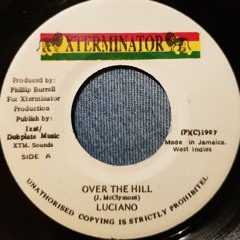 XTERMINATOR
Produced by:
Phillip Burrell
For Xterminator
Production
Publish by:
Ixat/
Dubplate Music
XTM. Sounds
SIDE A
(P)(C)1997
Made in Jamaica.
West Indies
OVER THE HILL
(J. McClymont)
LUCIANO
UNAUTHORISED COPYING IS STRICTLY PROHIBITED